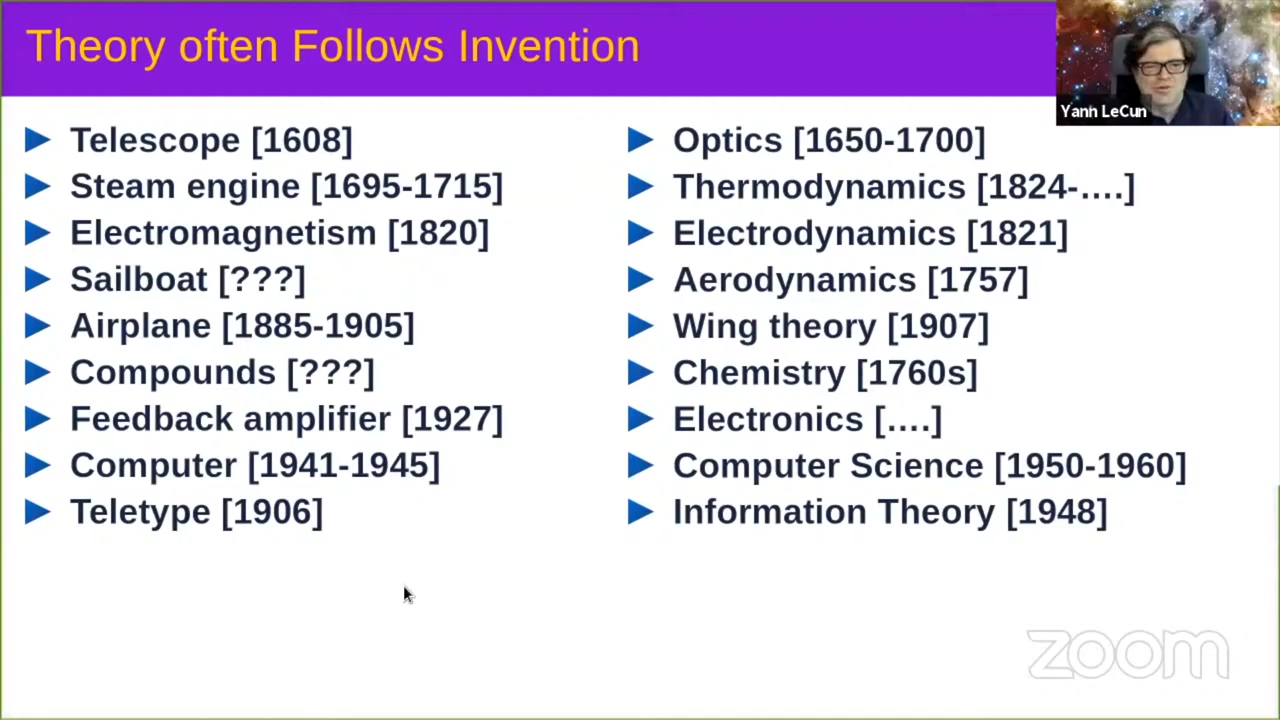 Theory often Follows Invention
Yann LeCun
Telescope [1608]
Steam engine [1695-1715]
Electromagnetism [1820]
Sailboat [???]
Airplane [1885-1905]
Compounds [???]
Feedback amplifier [1927]
Computer [1941-1945]
Teletype [1906]
Optics [1650-1700]
Thermodynamics [1824-....]
Electrodynamics [1821]
Aerodynamics [1757]
Wing theory [1907]
Chemistry [1760s]
Electronics [....]
Computer Science [1950-1960]
Information Theory [1948]
zoom